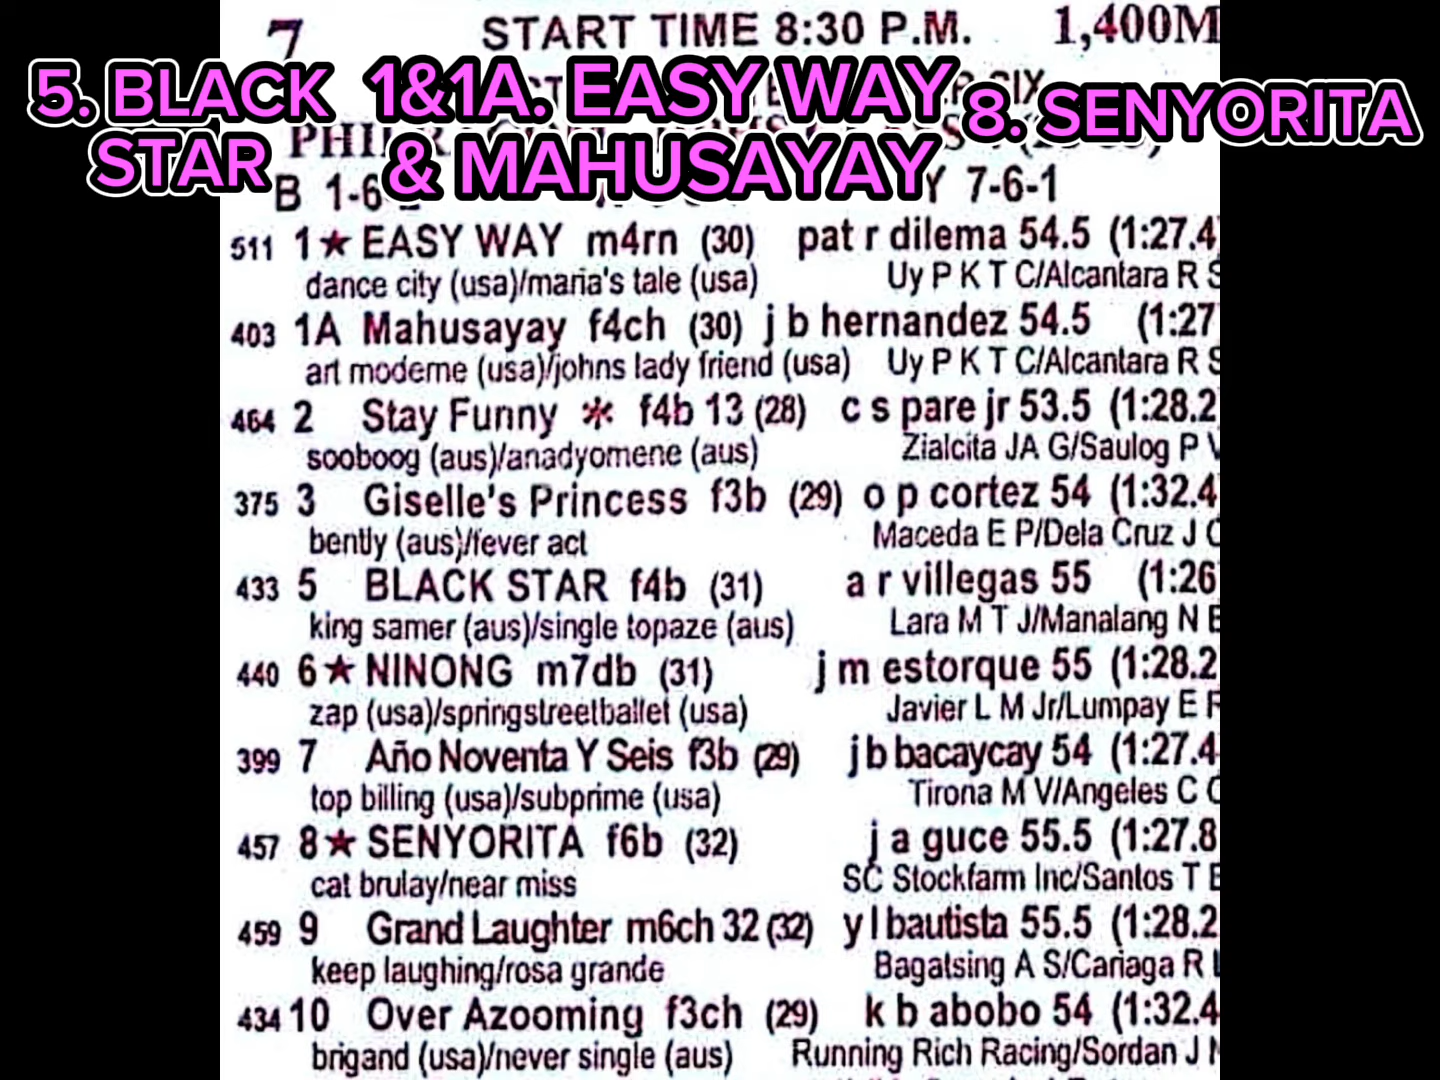 7 START TIME 8:30 P.M. 1,400M
5. BLACK STAR
1&1A. EASY WAY & MAHUSAYAY
8. SENYORITA
B 1-6
7-6-1
511 1★ EASY WAY m4rn (30) pat r dilema 54.5 (1:27.4
dance city (usa)/maria's tale (usa) Uy P K T C/Alcantara R S
403 1A Mahusayay f4ch (30) j b hernandez 54.5 (1:27
art moderne (usa)/johns lady friend (usa) Uy P K T C/Alcantara R S
464 2 Stay Funny * f4b 13 (28) c s pare jr 53.5 (1:28.2
sooboog (aus)/anadyomene (aus) Zialcita JA G/Saulog P V
375 3 Giselle's Princess f3b (29) o p cortez 54 (1:32.4
bently (aus)/fever act Maceda E P/Dela Cruz J C
433 5 BLACK STAR f4b (31) a r villegas 55 (1:26
king samer (aus)/single topaze (aus) Lara M T J/Manalang N E
440 6★ NINONG m7db (31) j m estorque 55 (1:28.2
zap (usa)/springstreetballet (usa) Javier L M Jr/Lumpay E F
399 7 Año Noventa Y Seis f3b (29) j b bacaycay 54 (1:27.4
top billing (usa)/subprime (usa) Tirona M V/Angeles C C
457 8★ SENYORITA f6b (32) j a guce 55.5 (1:27.8
cat brulay/near miss SC Stockfarm Inc/Santos T E
459 9 Grand Laughter m6ch 32 (32) y l bautista 55.5 (1:28.2
keep laughing/rosa grande Bagatsing A S/Cariaga R L
434 10 Over Azooming f3ch (29) k b abobo 54 (1:32.4
brigand (usa)/never single (aus) Running Rich Racing/Sordan J